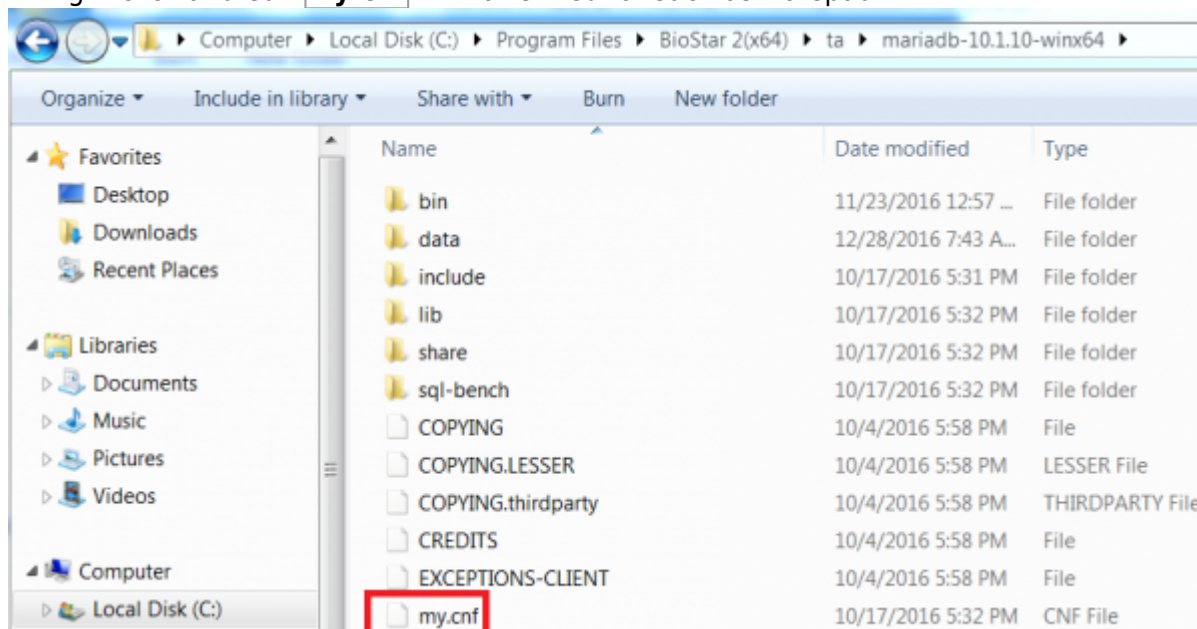 my.cnf
Computer ▸ Local Disk (C:) ▸ Program Files ▸ BioStar 2(x64) ▸ ta ▸ mariadb-10.1.10-winx64 ▸
Organize Include in library Share with Burn New folder
Favorites Name Date modified Type
Desktop bin 11/23/2016 12:57 ... File folder
Downloads data 12/28/2016 7:43 A... File folder
Recent Places include 10/17/2016 5:31 PM File folder
lib 10/17/2016 5:32 PM File folder
Libraries share 10/17/2016 5:32 PM File folder
Documents sql-bench 10/17/2016 5:32 PM File folder
Music COPYING 10/4/2016 5:58 PM File
Pictures COPYING.LESSER 10/4/2016 5:58 PM LESSER File
Videos COPYING.thirdparty 10/4/2016 5:58 PM THIRDPARTY File
CREDITS 10/4/2016 5:58 PM File
Computer EXCEPTIONS-CLIENT 10/4/2016 5:58 PM File
Local Disk (C:) my.cnf 10/17/2016 5:32 PM CNF File